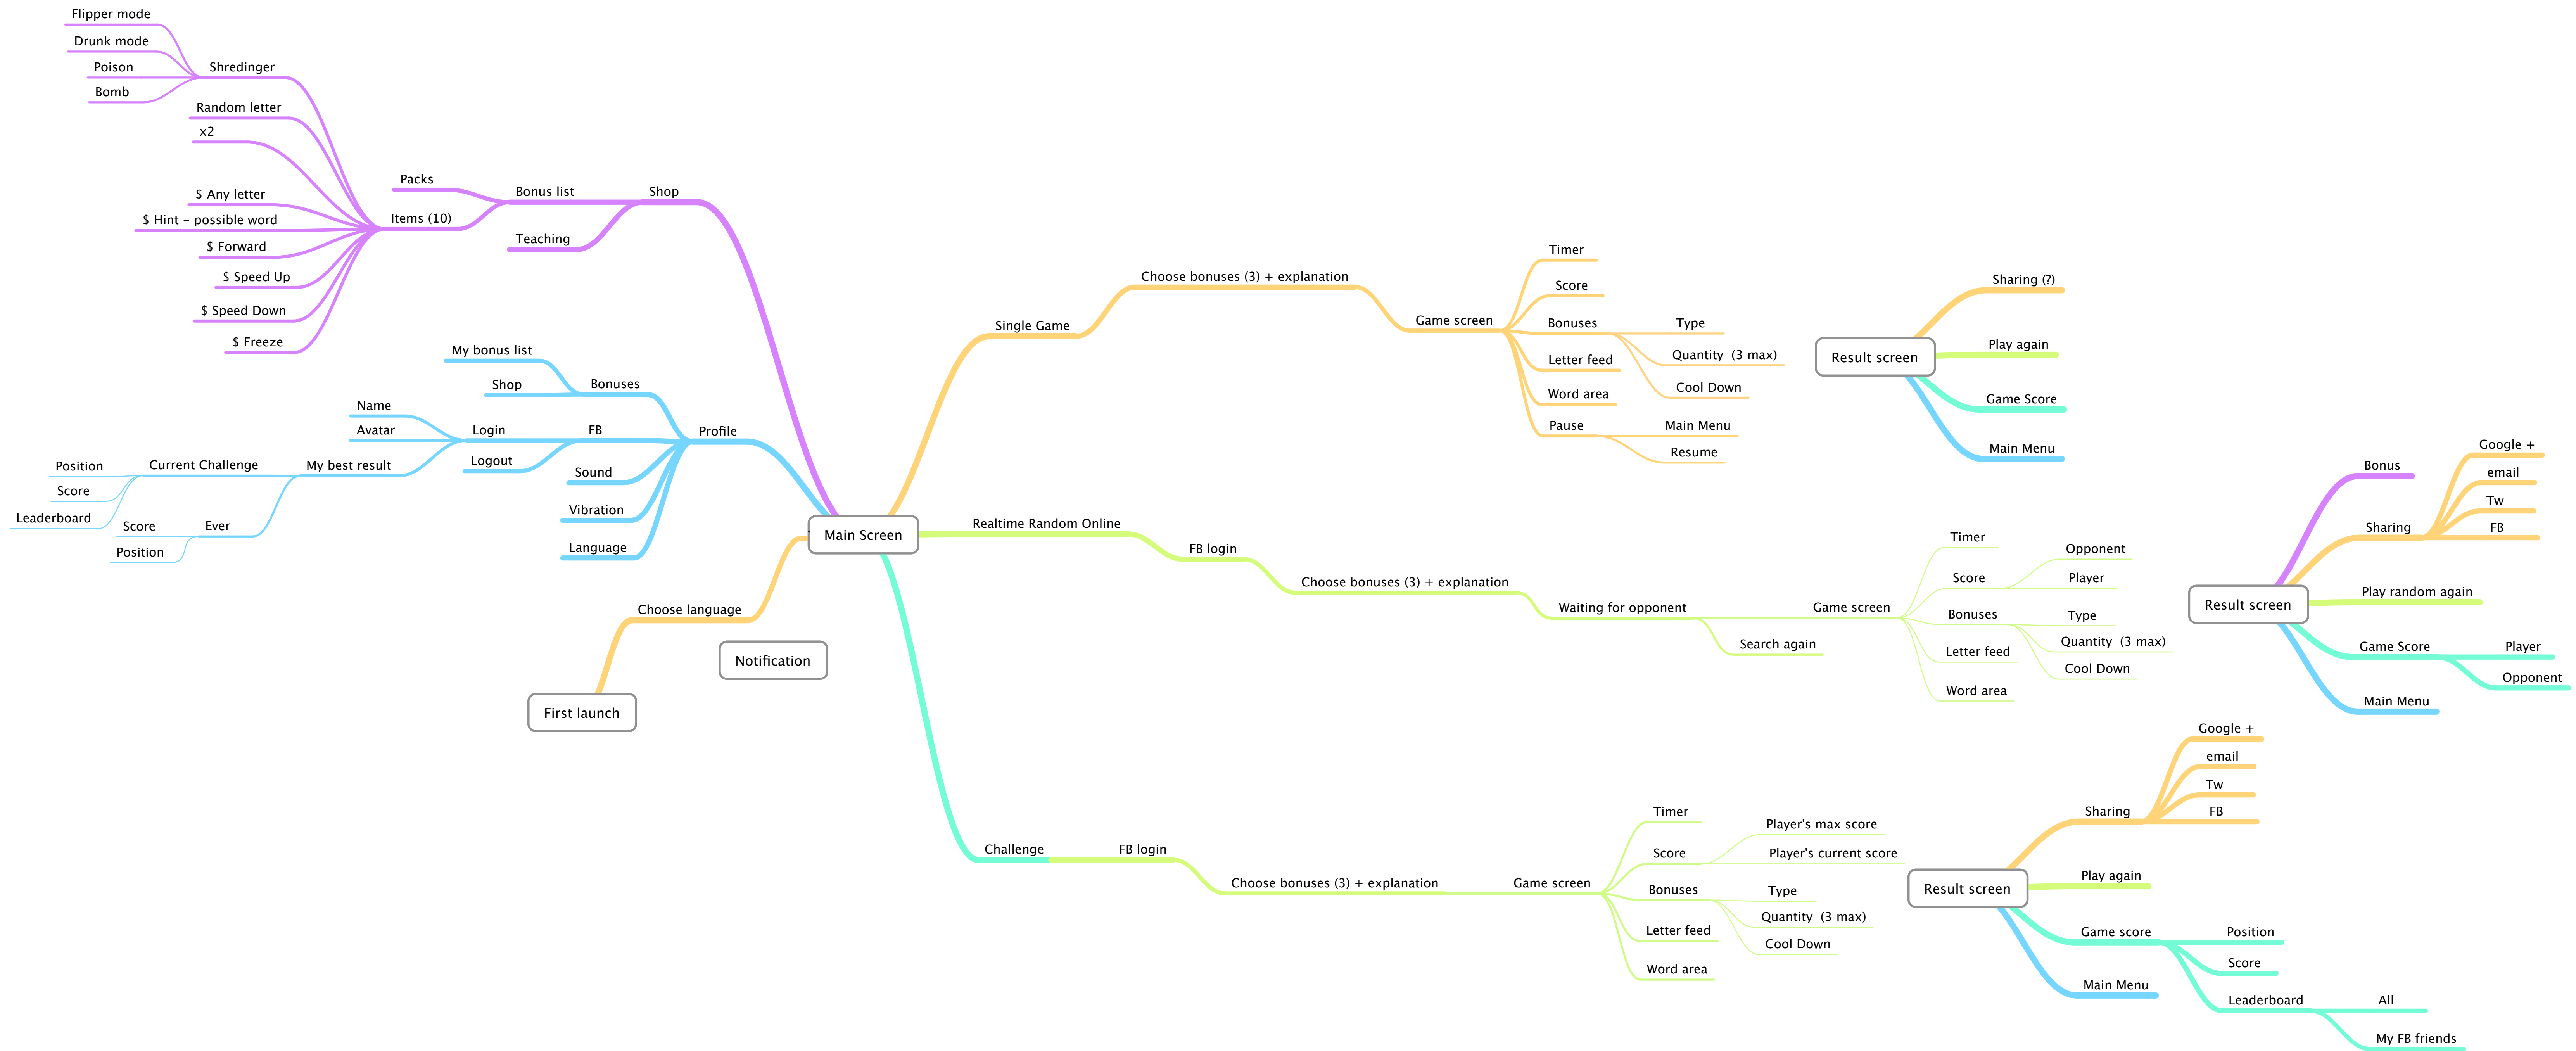 Flipper mode
Drunk mode
Poison
Bomb
Shredinger
Random letter
x2
$ Any letter
$ Hint - possible word
$ Forward
$ Speed Up
$ Speed Down
$ Freeze
Packs
Items (10)
Bonus list
Teaching
Shop
My bonus list
Shop
Bonuses
Name
Avatar
My best result
Login
Logout
FB
Sound
Vibration
Language
Profile
Position
Score
Leaderboard
Current Challenge
Score
Position
Ever
Main Screen
Choose language
First launch
Notification
Single Game
Choose bonuses (3) + explanation
Game screen
Timer
Score
Bonuses
Type
Quantity (3 max)
Cool Down
Letter feed
Word area
Pause
Main Menu
Resume
Result screen
Sharing (?)
Play again
Game Score
Main Menu
Realtime Random Online
FB login
Choose bonuses (3) + explanation
Waiting for opponent
Search again
Game screen
Timer
Score
Opponent
Player
Bonuses
Type
Quantity (3 max)
Cool Down
Letter feed
Word area
Result screen
Bonus
Sharing
Google +
email
Tw
FB
Play random again
Game Score
Player
Opponent
Main Menu
Challenge
FB login
Choose bonuses (3) + explanation
Game screen
Timer
Score
Player's max score
Player's current score
Bonuses
Type
Quantity (3 max)
Cool Down
Letter feed
Word area
Result screen
Sharing
Google +
email
Tw
FB
Play again
Game score
Position
Score
Leaderboard
All
My FB friends
Main Menu